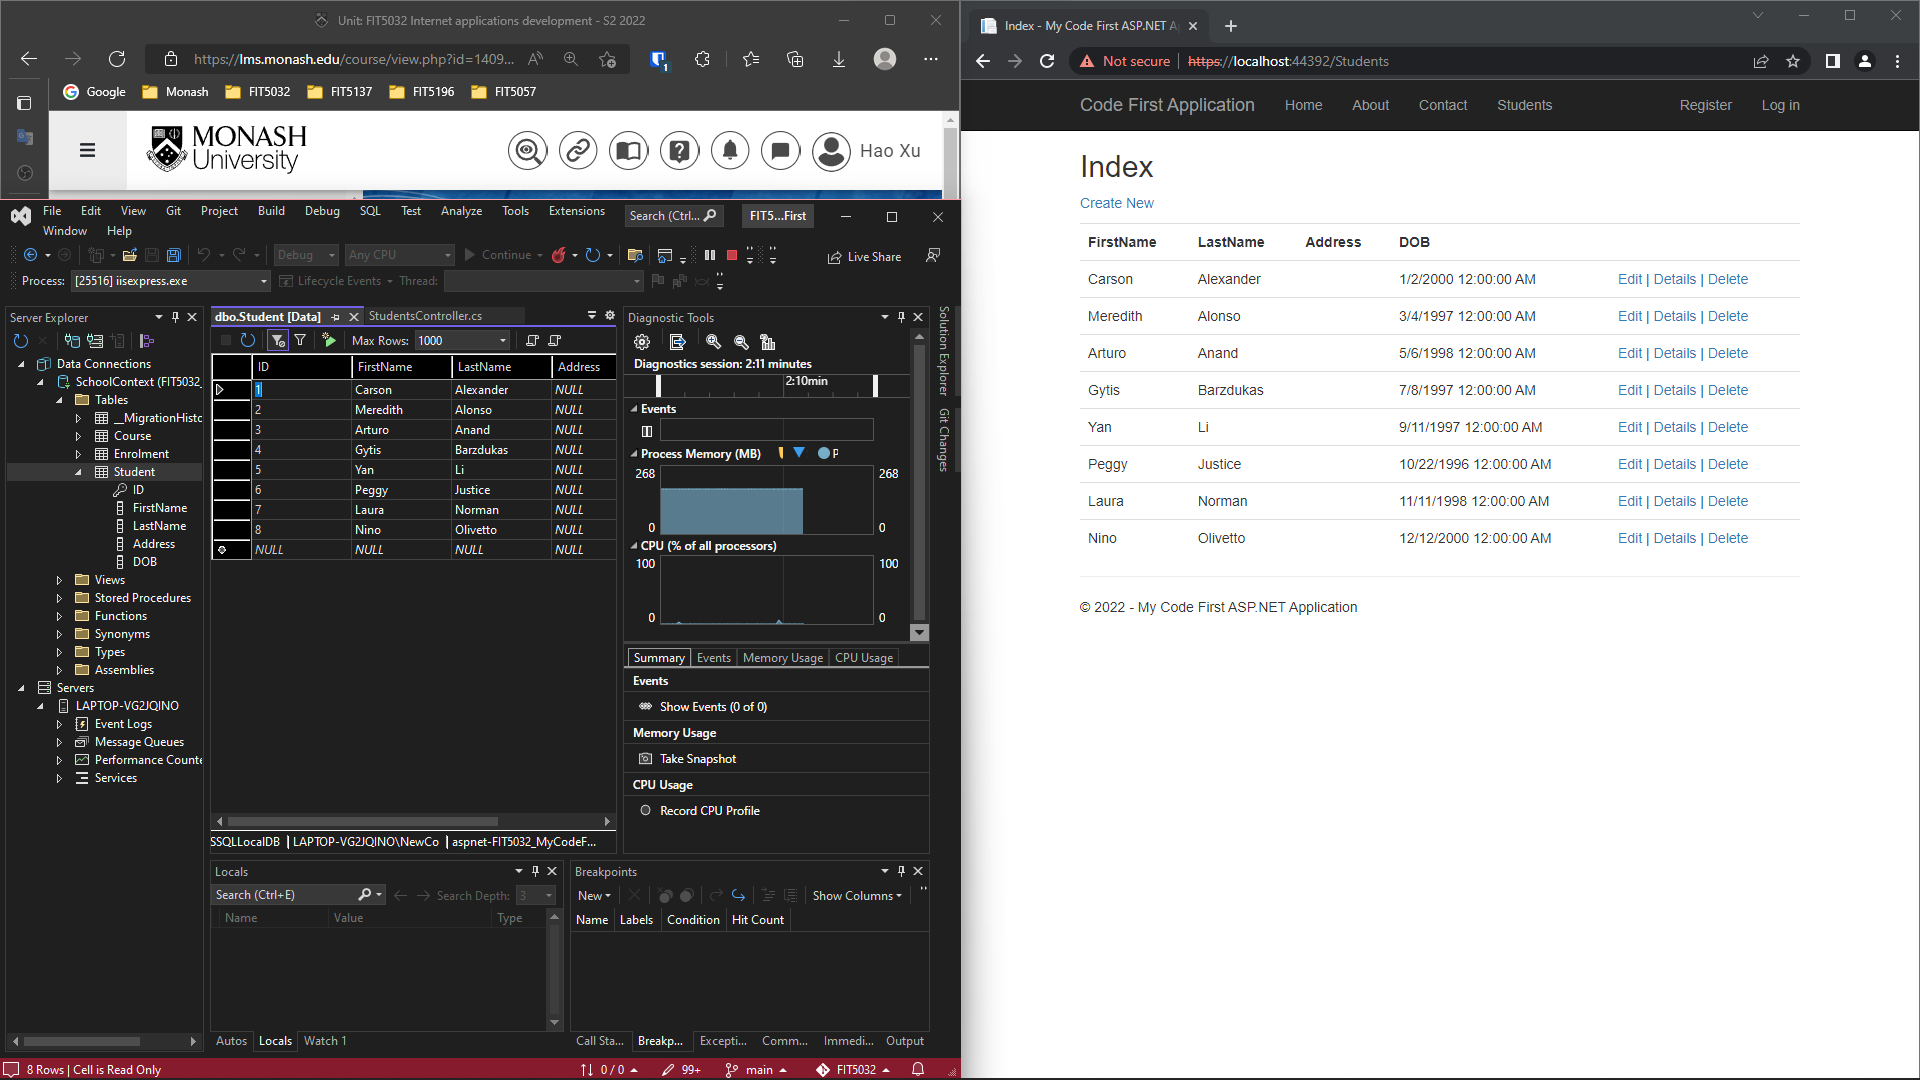 Unit: FIT5032 Internet applications development - S2 2022
https://lms.monash.edu/course/view.php?id=1409...
1
Google Monash FIT5032 FIT5137 FIT5196 FIT5057
MONASH University
Hao Xu
File Edit View Git Project Build Debug SQL Test Analyze Tools Extensions
Window Help
Search (Ctrl...
FIT5...First
Debug Any CPU Continue Live Share
Process: [25516] iisexpress.exe Lifecycle Events Thread:
Server Explorer
Data Connections
SchoolContext (FIT5032_
Tables
__MigrationHisto
Course
Enrolment
Student
ID
FirstName
LastName
Address
DOB
Views
Stored Procedures
Functions
Synonyms
Types
Assemblies
Servers
LAPTOP-VG2JQINO
Event Logs
Message Queues
Performance Counte
Services
dbo.Student [Data] StudentsController.cs
Max Rows: 1000
ID FirstName LastName Address
1 Carson Alexander NULL
2 Meredith Alonso NULL
3 Arturo Anand NULL
4 Gytis Barzdukas NULL
5 Yan Li NULL
6 Peggy Justice NULL
7 Laura Norman NULL
8 Nino Olivetto NULL
NULL NULL NULL NULL
SSQLLocalDB | LAPTOP-VG2JQINO\NewCo | aspnet-FIT5032_MyCodeF...
Diagnostic Tools
Diagnostics session: 2:11 minutes
2:10min
Events
Process Memory (MB) P
268 268
0 0
CPU (% of all processors)
100 100
0 0
Summary Events Memory Usage CPU Usage
Events
Show Events (0 of 0)
Memory Usage
Take Snapshot
CPU Usage
Record CPU Profile
Solution Explorer
Git Changes
Locals
Search (Ctrl+E) Search Depth: 3
Name Value Type
Autos Locals Watch 1
Breakpoints
New Show Columns
Name Labels Condition Hit Count
Call Sta... Breakp... Excepti... Comm... Immedi... Output
8 Rows | Cell is Read Only
0 / 0 99+ main FIT5032
Index - My Code First ASP.NET A
Not secure | https://localhost:44392/Students
Code First Application Home About Contact Students Register Log in
Index
Create New
FirstName LastName Address DOB
Carson Alexander 1/2/2000 12:00:00 AM Edit | Details | Delete
Meredith Alonso 3/4/1997 12:00:00 AM Edit | Details | Delete
Arturo Anand 5/6/1998 12:00:00 AM Edit | Details | Delete
Gytis Barzdukas 7/8/1997 12:00:00 AM Edit | Details | Delete
Yan Li 9/11/1997 12:00:00 AM Edit | Details | Delete
Peggy Justice 10/22/1996 12:00:00 AM Edit | Details | Delete
Laura Norman 11/11/1998 12:00:00 AM Edit | Details | Delete
Nino Olivetto 12/12/2000 12:00:00 AM Edit | Details | Delete
© 2022 - My Code First ASP.NET Application